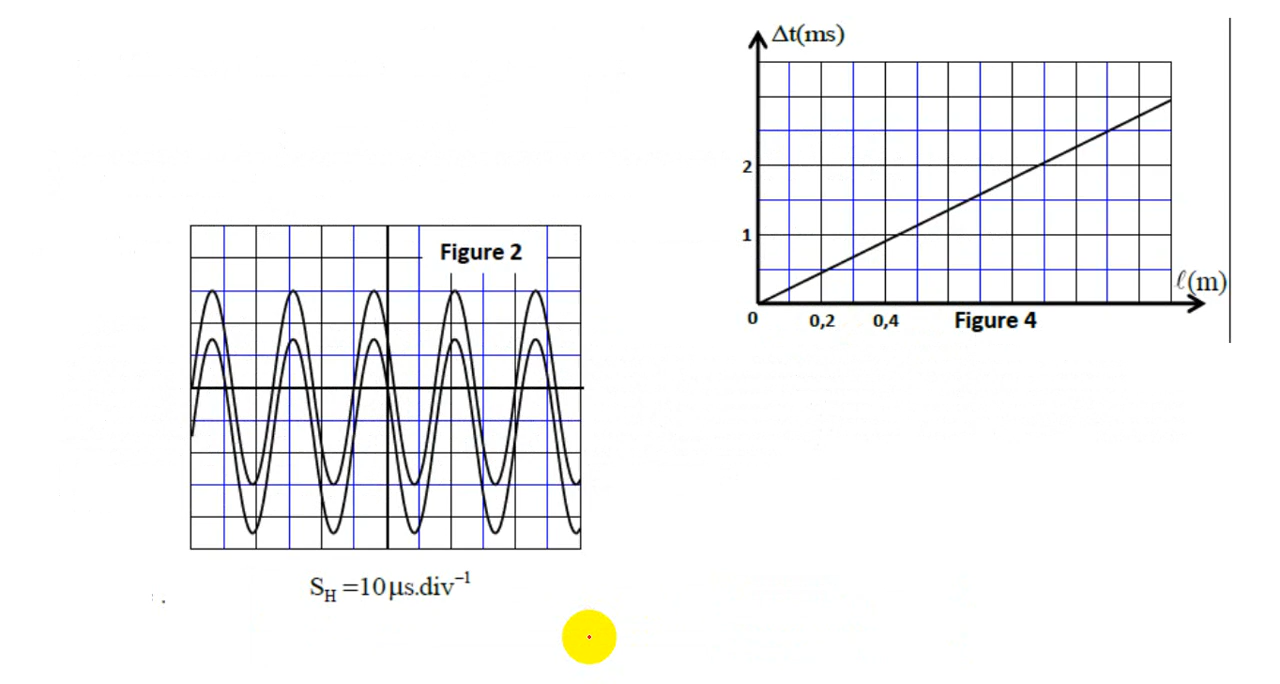 Δt(ms)
2
1
0
0,2
0,4
Figure 4
ℓ(m)
Figure 2
S_H =10 μs.div⁻¹